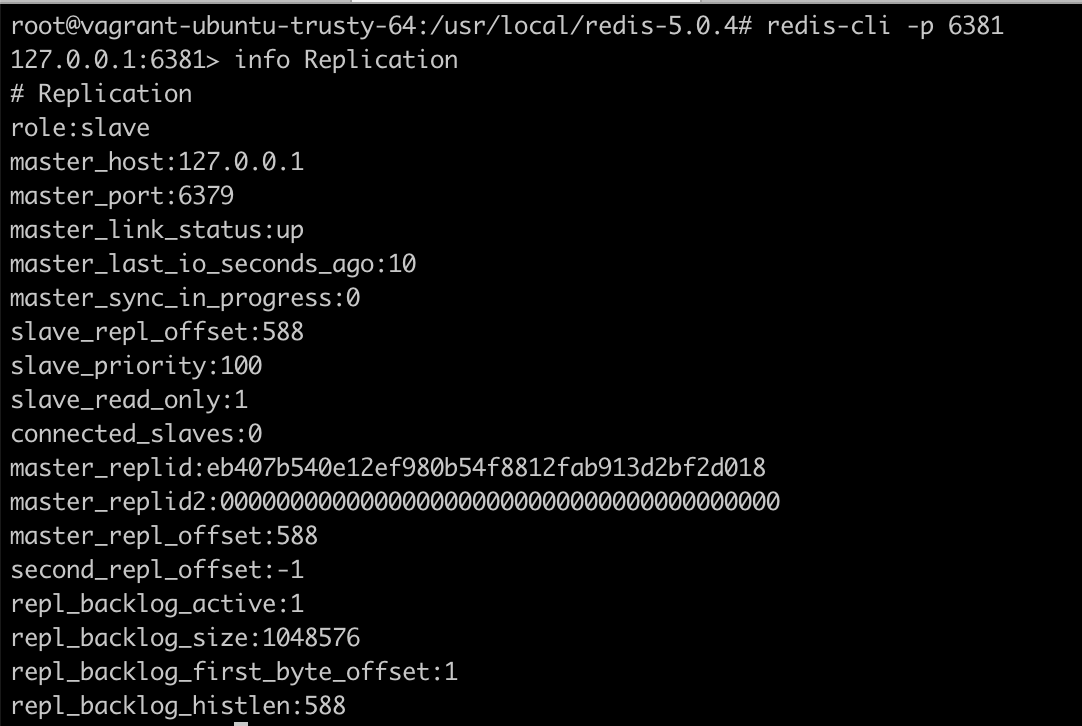 root@vagrant-ubuntu-trusty-64:/usr/local/redis-5.0.4# redis-cli -p 6381
127.0.0.1:6381> info Replication
# Replication
role:slave
master_host:127.0.0.1
master_port:6379
master_link_status:up
master_last_io_seconds_ago:10
master_sync_in_progress:0
slave_repl_offset:588
slave_priority:100
slave_read_only:1
connected_slaves:0
master_replid:eb407b540e12ef980b54f8812fab913d2bf2d018
master_replid2:0000000000000000000000000000000000000000
master_repl_offset:588
second_repl_offset:-1
repl_backlog_active:1
repl_backlog_size:1048576
repl_backlog_first_byte_offset:1
repl_backlog_histlen:588